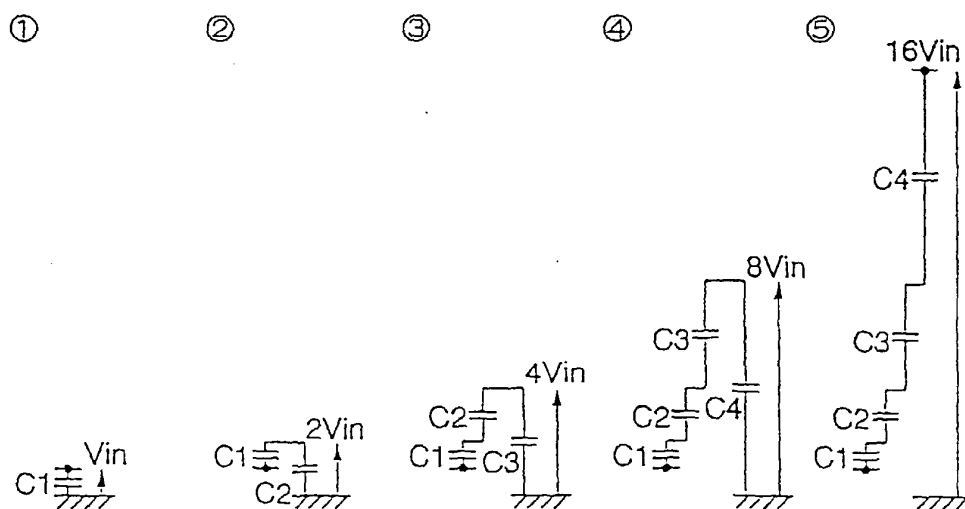 ① ② ③ ④ ⑤
C1 Vin
C1 2Vin
C2
C2 4Vin
C1 C3
8Vin
C3
C2 C4
C1
16Vin
C4
C3
C2
C1